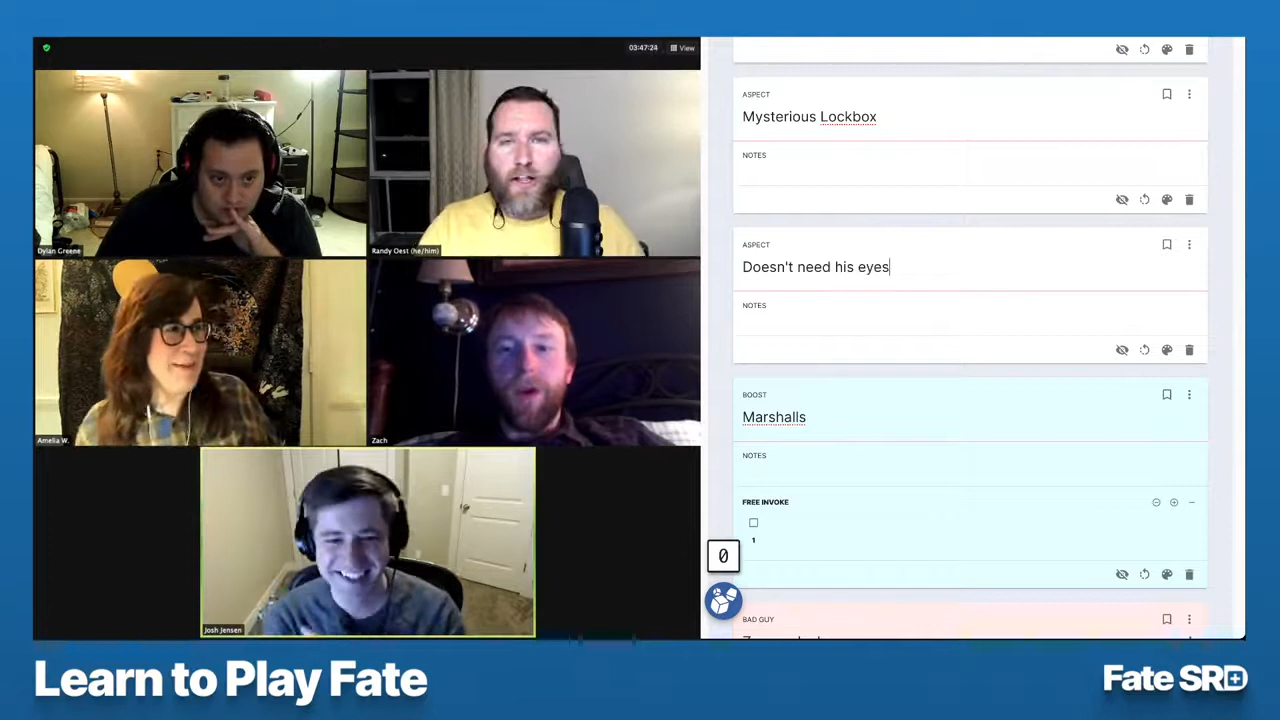 03:47:24
View
Dylan Greene
Randy Oest (he/him)
Amelia W.
Zach
Josh Jensen
ASPECT
Mysterious Lockbox
NOTES
ASPECT
Doesn't need his eyes
NOTES
BOOST
Marshalls
NOTES
FREE INVOKE
1
0
BAD GUY
Learn to Play Fate
Fate SRD